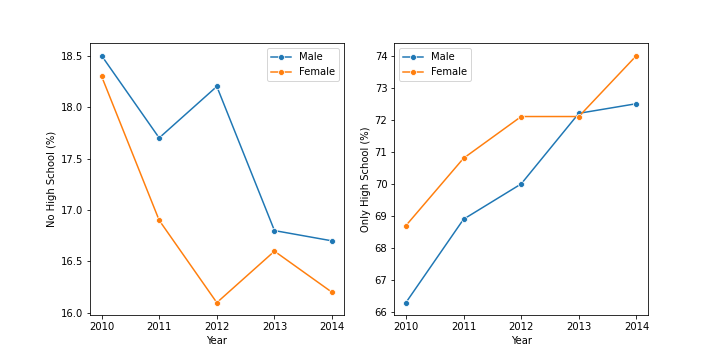 No High School (%)
18.5
18.0
17.5
17.0
16.5
16.0
2010 2011 2012 2013 2014
Year
Male
Female
Only High School (%)
74
73
72
71
70
69
68
67
66
2010 2011 2012 2013 2014
Year
Male
Female